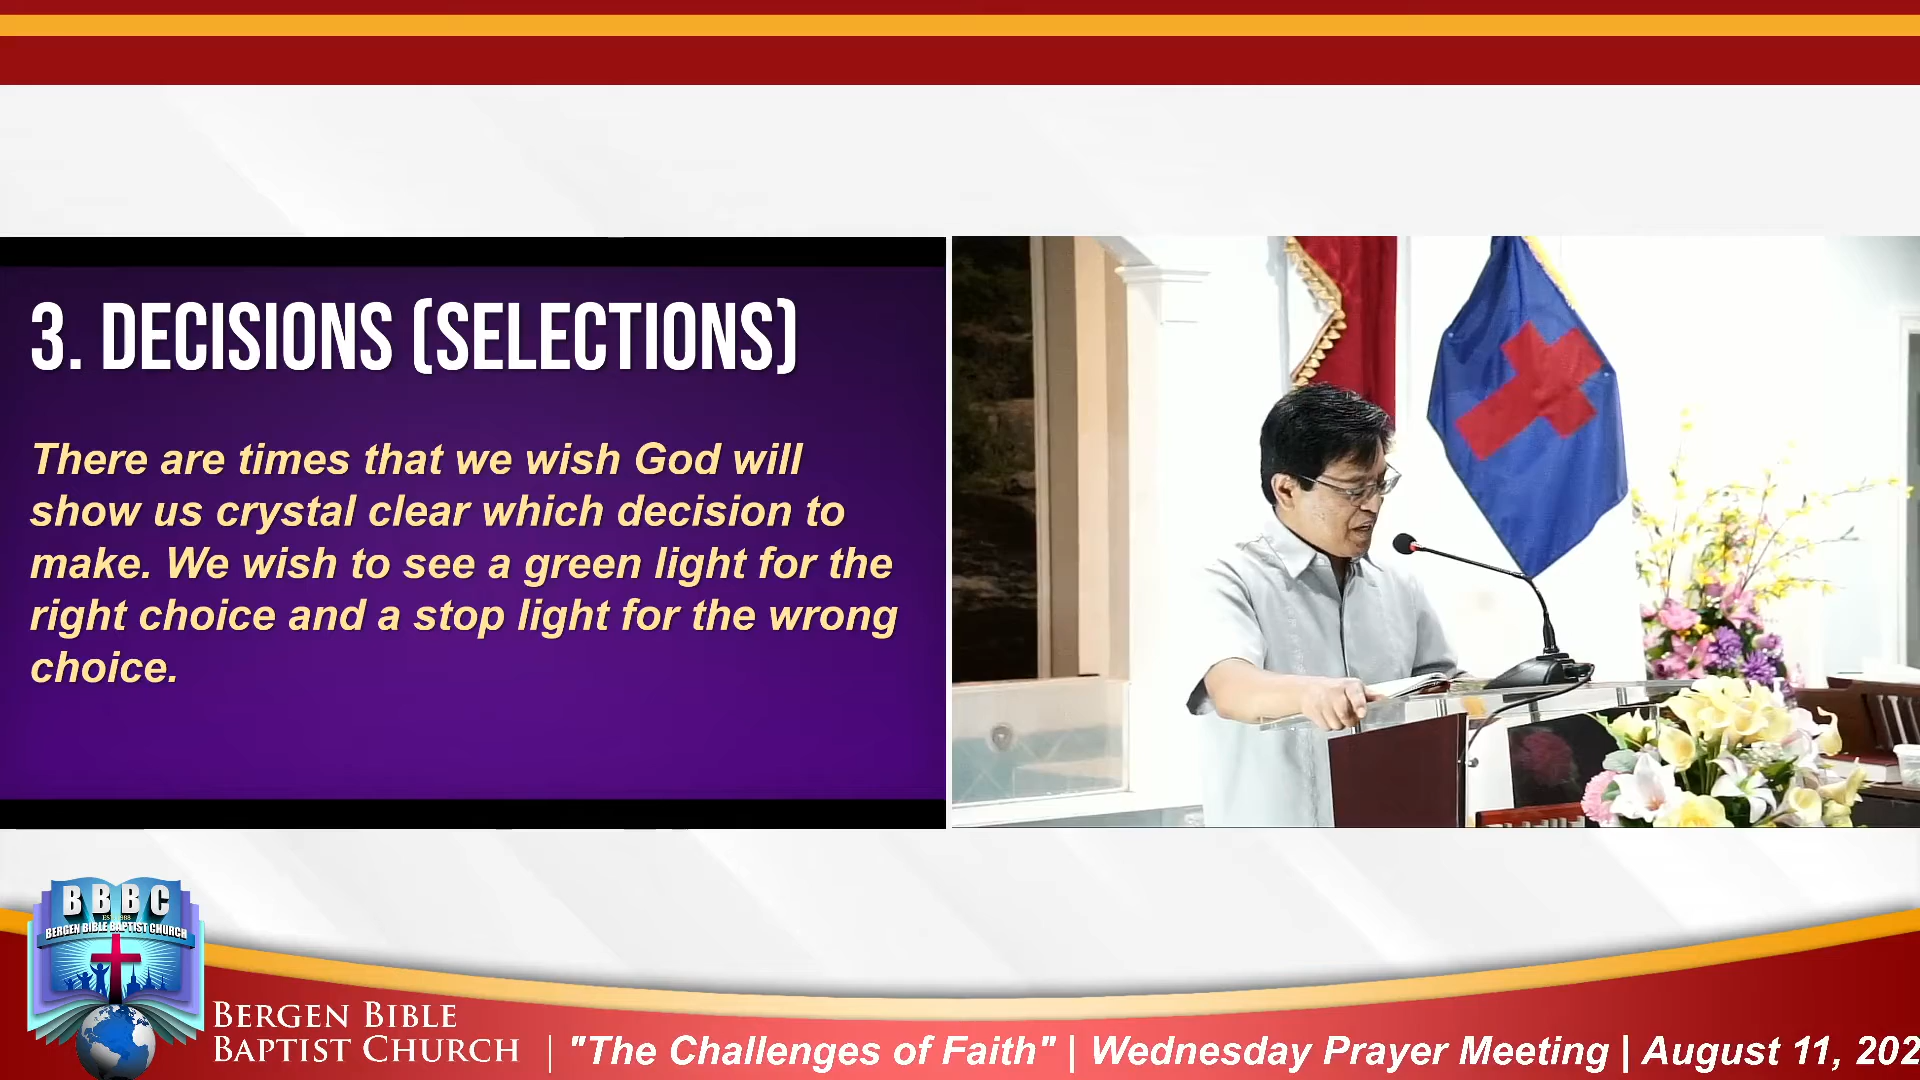 3. DECISIONS (SELECTIONS)
There are times that we wish God will
show us crystal clear which decision to
make. We wish to see a green light for the
right choice and a stop light for the wrong
choice.
BBBC
BERGEN BIBLE BAPTIST CHURCH
BERGEN BIBLE
BAPTIST CHURCH | "The Challenges of Faith" | Wednesday Prayer Meeting | August 11, 202